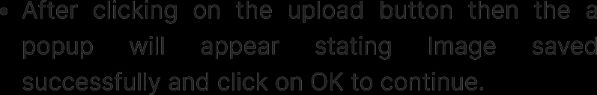 • After clicking on the upload button then the a
popup will appear stating Image saved
successfully and click on OK to continue.